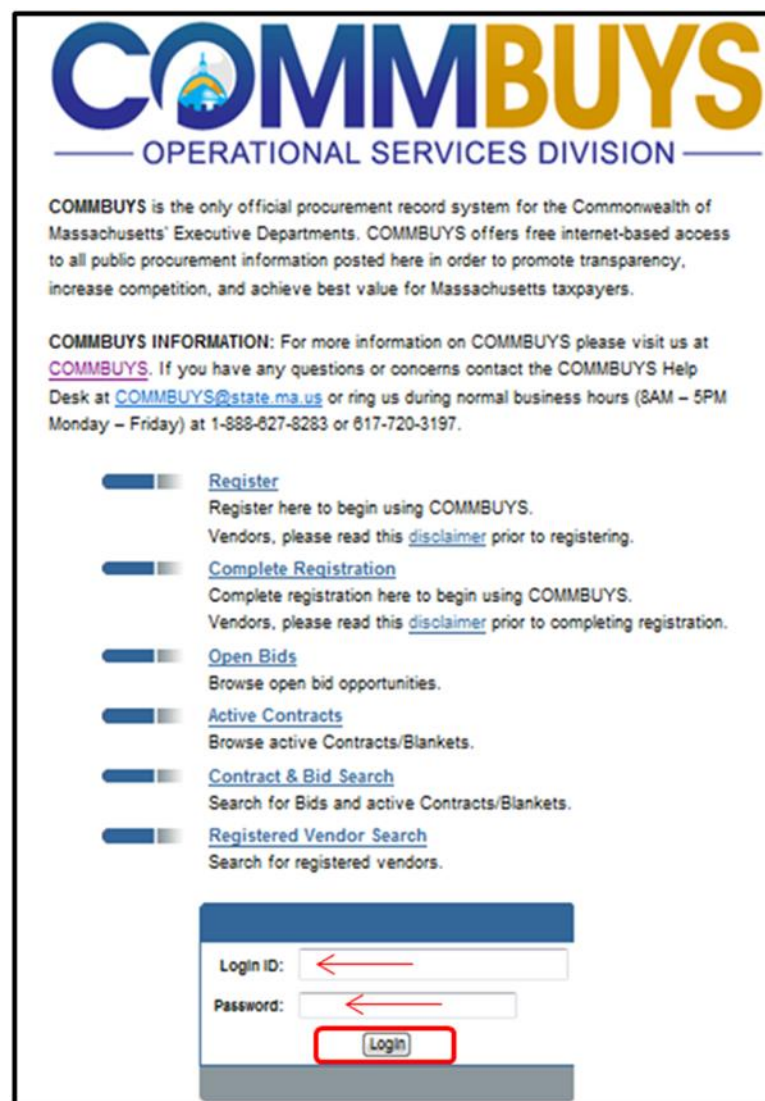 COMMBUYS
OPERATIONAL SERVICES DIVISION
COMMBUYS is the only official procurement record system for the Commonwealth of
Massachusetts' Executive Departments. COMMBUYS offers free internet-based access
to all public procurement information posted here in order to promote transparency,
increase competition, and achieve best value for Massachusetts taxpayers.
COMMBUYS INFORMATION: For more information on COMMBUYS please visit us at
COMMBUYS. If you have any questions or concerns contact the COMMBUYS Help
Desk at COMMBUYS@state.ma.us or ring us during normal business hours (8AM – 5PM
Monday – Friday) at 1-888-627-8283 or 617-720-3197.
Register
Register here to begin using COMMBUYS.
Vendors, please read this disclaimer prior to registering.
Complete Registration
Complete registration here to begin using COMMBUYS.
Vendors, please read this disclaimer prior to completing registration.
Open Bids
Browse open bid opportunities.
Active Contracts
Browse active Contracts/Blankets.
Contract & Bid Search
Search for Bids and active Contracts/Blankets.
Registered Vendor Search
Search for registered vendors.
Login ID:
Password:
Login